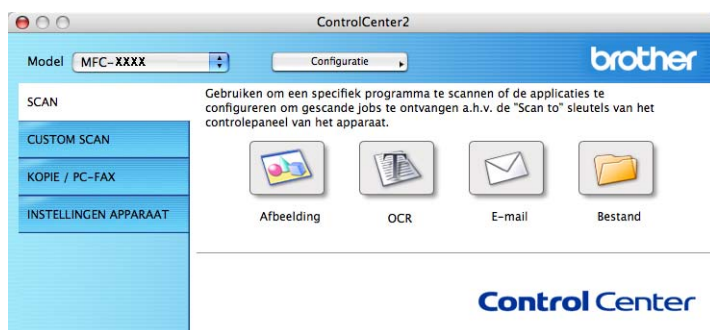 ControlCenter2
Model MFC-XXXX Configuratie brother
SCAN
CUSTOM SCAN
KOPIE / PC-FAX
INSTELLINGEN APPARAAT
Gebruiken om een specifiek programma te scannen of de applicaties te
configureren om gescande jobs te ontvangen a.h.v. de "Scan to" sleutels van het
controlepaneel van het apparaat.
Afbeelding OCR E-mail Bestand
Control Center